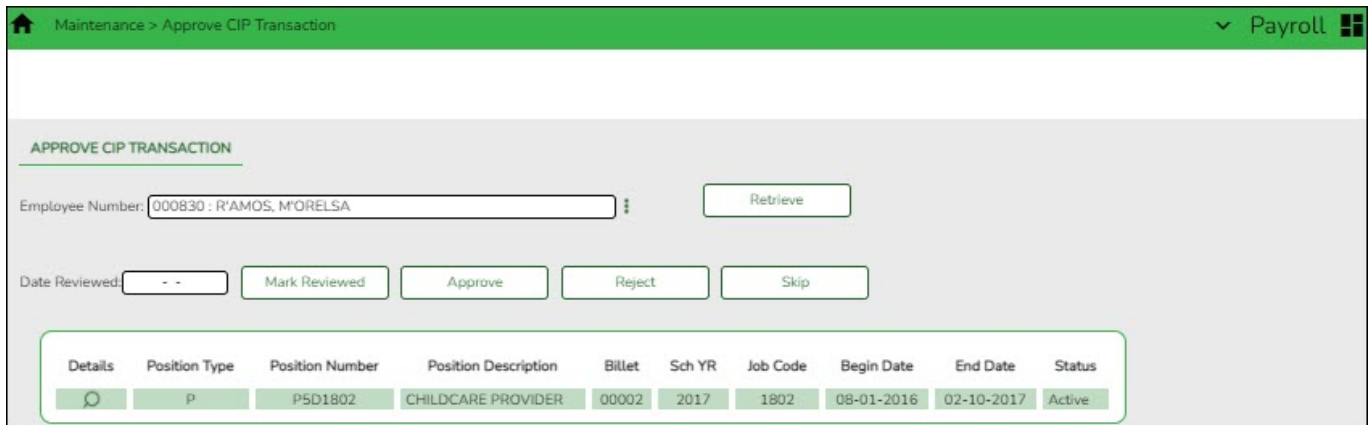 Maintenance > Approve CIP Transaction
Payroll
APPROVE CIP TRANSACTION
Employee Number: 000830 : R'AMOS, M'ORELSA
Retrieve
Date Reviewed: - -
Mark Reviewed
Approve
Reject
Skip
Details Position Type Position Number Position Description Billet Sch YR Job Code Begin Date End Date Status
P P5D1802 CHILDCARE PROVIDER 00002 2017 1802 08-01-2016 02-10-2017 Active